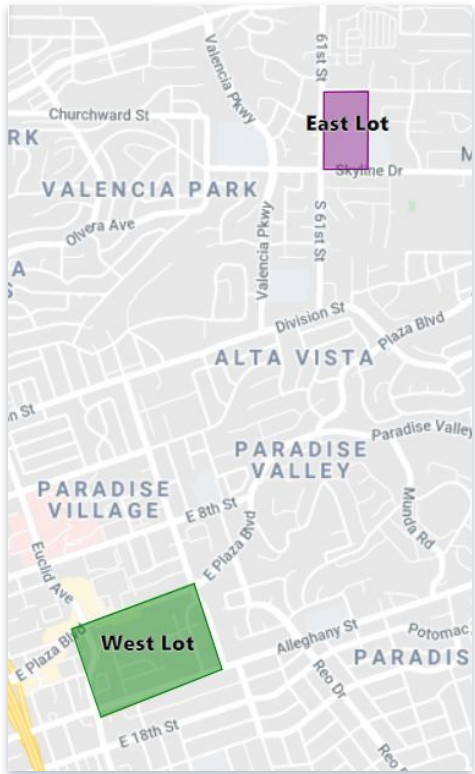 Valencia Pkwy
61st St
Churchward St
East Lot
RK
Skyline Dr
M
VALENCIA PARK
Olvera Ave
Valencia Pkwy
S 61st St
A
S
Division St
Plaza Blvd
ALTA VISTA
n St
Paradise Valley
PARADISE
VALLEY
PARADISE
VILLAGE
E 8th St
Munda Rd
E Plaza Blvd
Euclid Ave
E Plaza Blvd
West Lot
Alleghany St
Potomac
PARADIS
Reo Dr
E 18th St
Reo